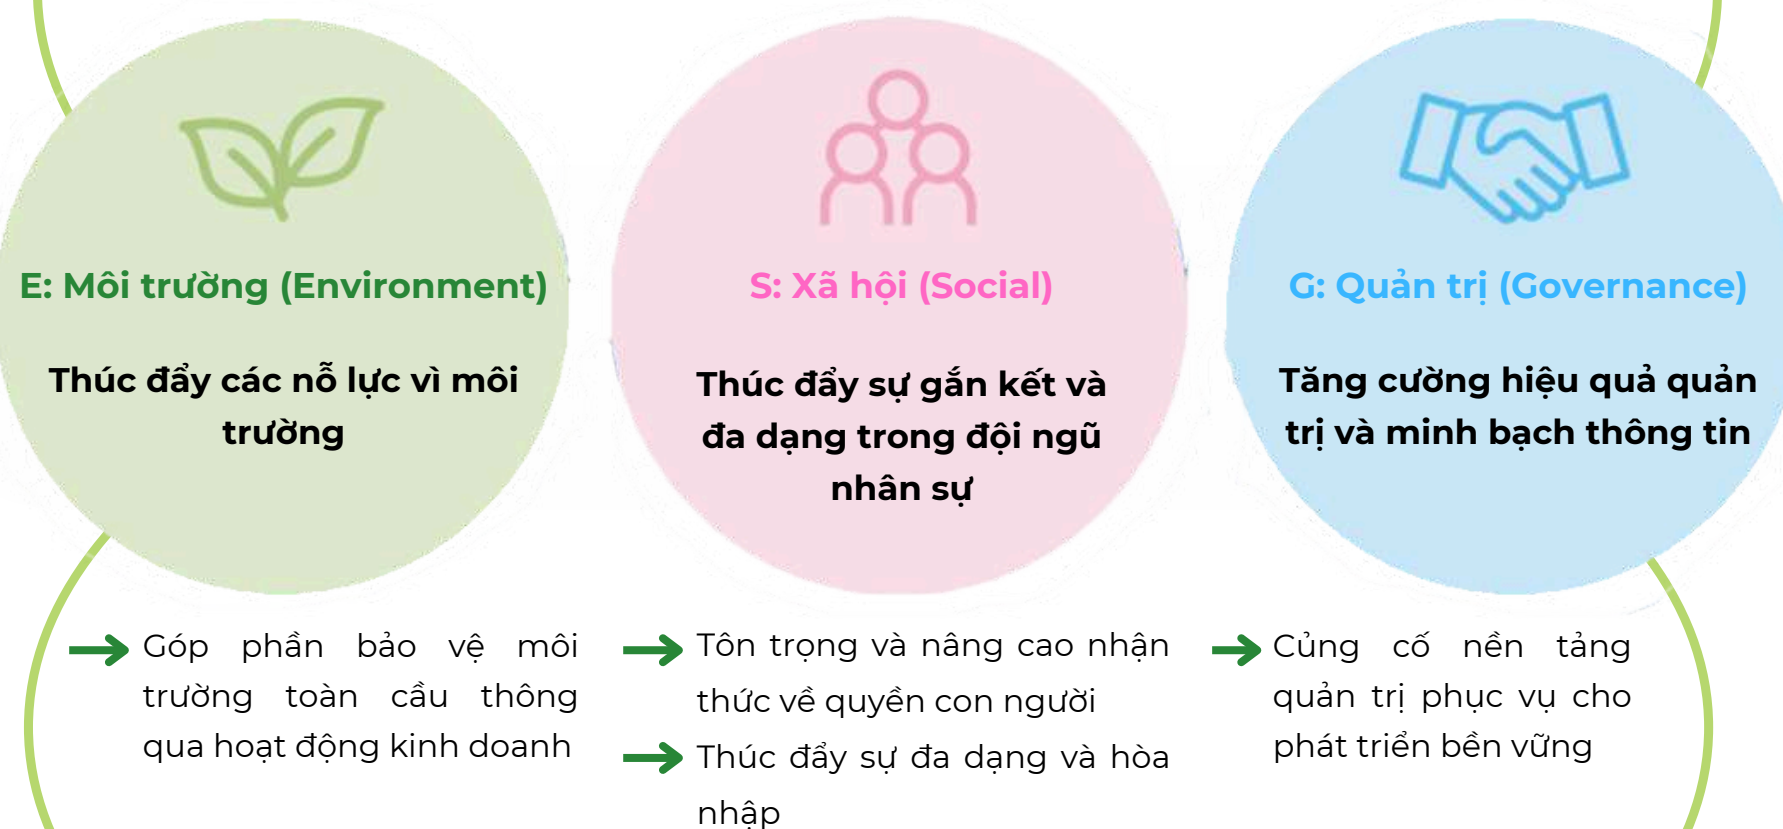 E: Môi trường (Environment)
Thúc đẩy các nỗ lực vì môi
trường
Góp phần bảo vệ môi
trường toàn cầu thông
qua hoạt động kinh doanh
S: Xã hội (Social)
Thúc đẩy sự gắn kết và
đa dạng trong đội ngũ
nhân sự
Tôn trọng và nâng cao nhận
thức về quyền con người
Thúc đẩy sự đa dạng và hòa
nhập
G: Quản trị (Governance)
Tăng cường hiệu quả quản
trị và minh bạch thông tin
Củng cố nền tảng
quản trị phục vụ cho
phát triển bền vững